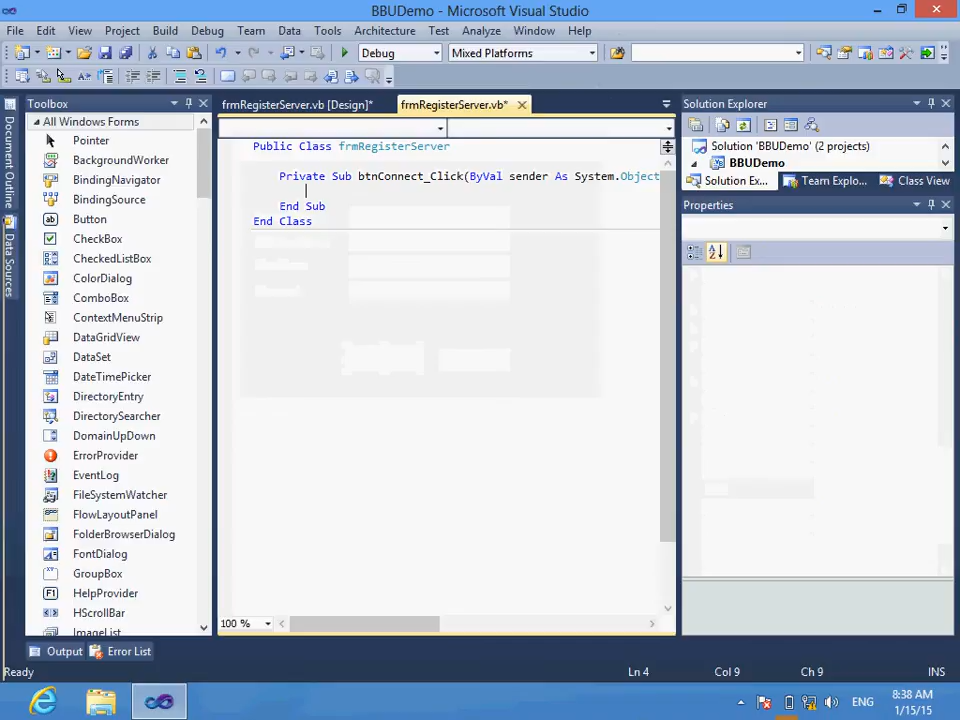 BBUDemo - Microsoft Visual Studio
File Edit View Project Build Debug Team Data Tools Architecture Test Analyze Window Help
Debug Mixed Platforms
Document Outline
Data Sources
Toolbox
All Windows Forms
Pointer
BackgroundWorker
BindingNavigator
BindingSource
Button
CheckBox
CheckedListBox
ColorDialog
ComboBox
ContextMenuStrip
DataGridView
DataSet
DateTimePicker
DirectoryEntry
DirectorySearcher
DomainUpDown
ErrorProvider
EventLog
FileSystemWatcher
FlowLayoutPanel
FolderBrowserDialog
FontDialog
GroupBox
HelpProvider
HScrollBar
ImageList
frmRegisterServer.vb [Design]* frmRegisterServer.vb*
Public Class frmRegisterServer
Private Sub btnConnect_Click(ByVal sender As System.Object
End Sub
End Class
100 %
Solution Explorer
Solution 'BBUDemo' (2 projects)
BBUDemo
Solution Ex... Team Explo... Class View
Properties
Output Error List
Ready Ln 4 Col 9 Ch 9 INS
ENG 8:38 AM
1/15/15